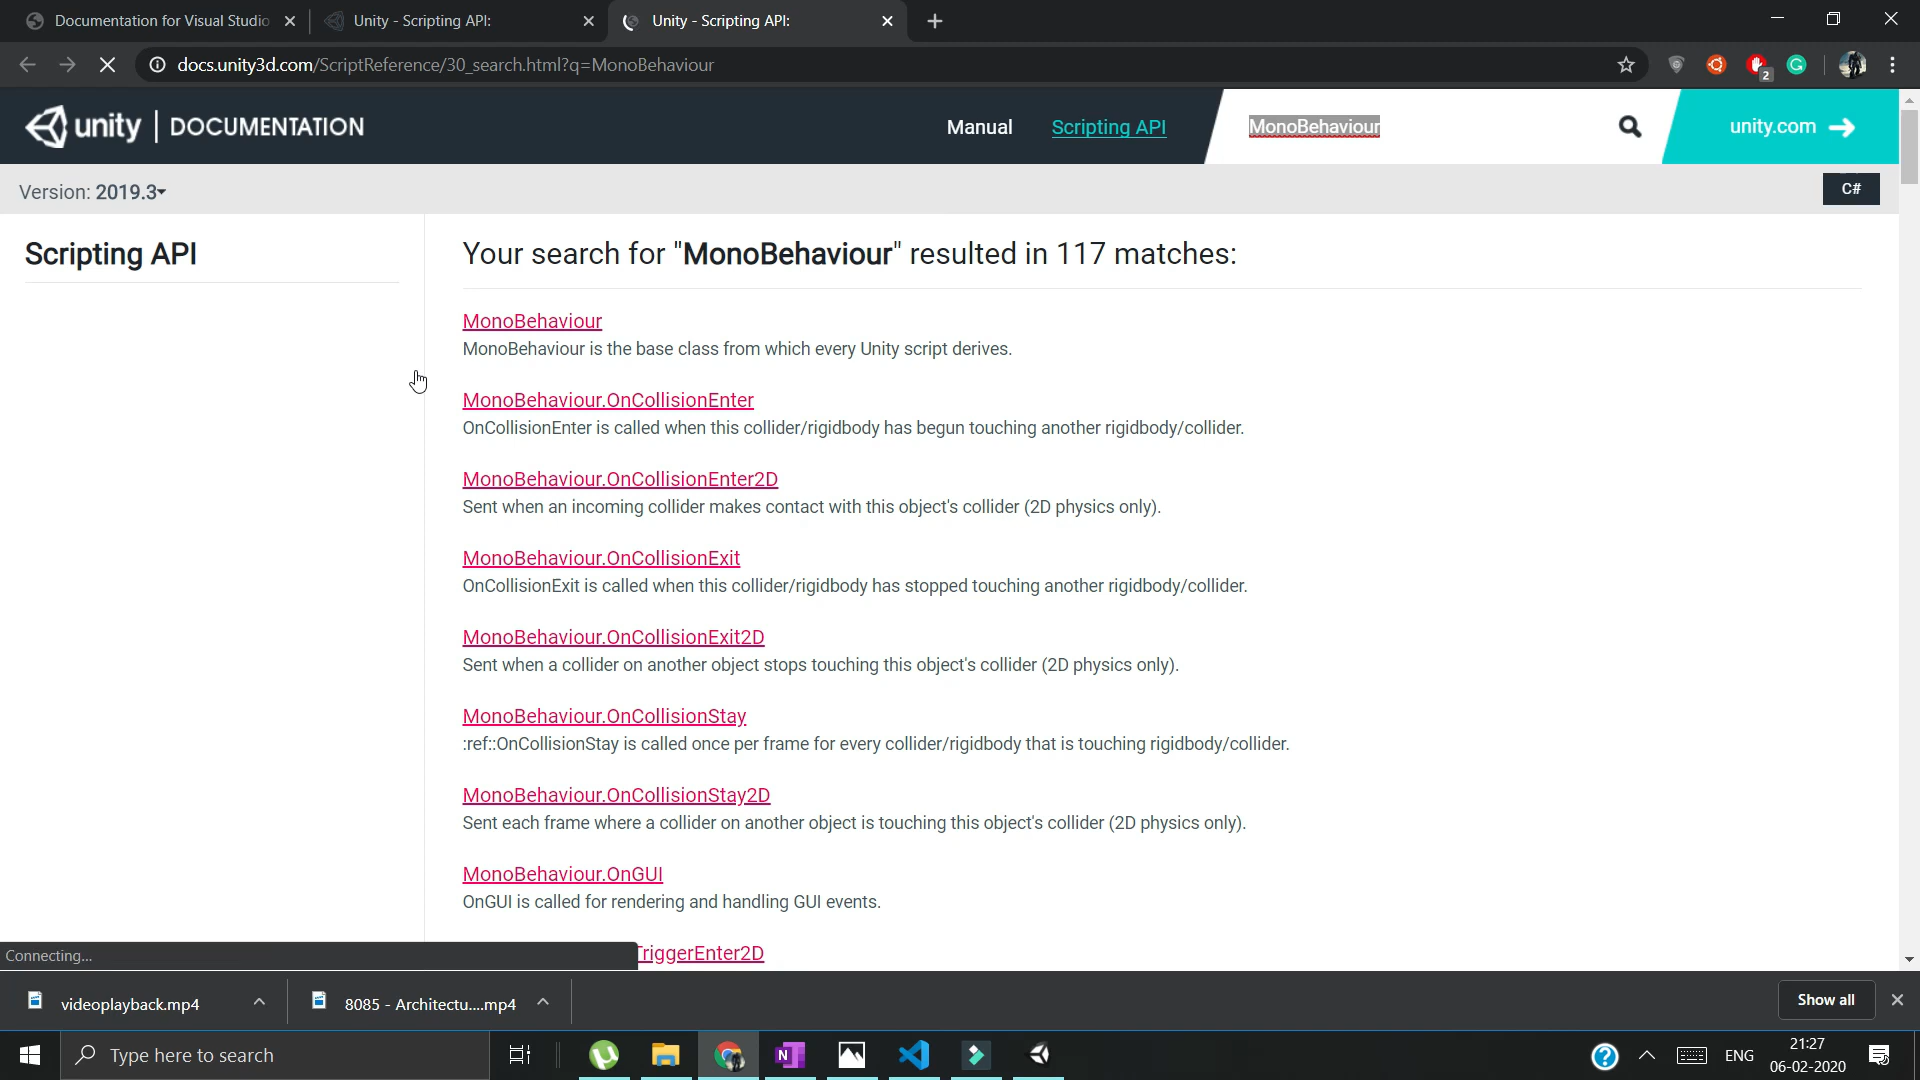 Documentation for Visual Studio
Unity - Scripting API:
Unity - Scripting API:
docs.unity3d.com/ScriptReference/30_search.html?q=MonoBehaviour
2
unity | DOCUMENTATION
Manual
Scripting API
MonoBehaviour
unity.com
Version: 2019.3
C#
Scripting API
Your search for "MonoBehaviour" resulted in 117 matches:
MonoBehaviour
MonoBehaviour is the base class from which every Unity script derives.
MonoBehaviour.OnCollisionEnter
OnCollisionEnter is called when this collider/rigidbody has begun touching another rigidbody/collider.
MonoBehaviour.OnCollisionEnter2D
Sent when an incoming collider makes contact with this object's collider (2D physics only).
MonoBehaviour.OnCollisionExit
OnCollisionExit is called when this collider/rigidbody has stopped touching another rigidbody/collider.
MonoBehaviour.OnCollisionExit2D
Sent when a collider on another object stops touching this object's collider (2D physics only).
MonoBehaviour.OnCollisionStay
:ref::OnCollisionStay is called once per frame for every collider/rigidbody that is touching rigidbody/collider.
MonoBehaviour.OnCollisionStay2D
Sent each frame where a collider on another object is touching this object's collider (2D physics only).
MonoBehaviour.OnGUI
OnGUI is called for rendering and handling GUI events.
TriggerEnter2D
Connecting...
videoplayback.mp4
8085 - Architectu....mp4
Show all
Type here to search
ENG
21:27
06-02-2020